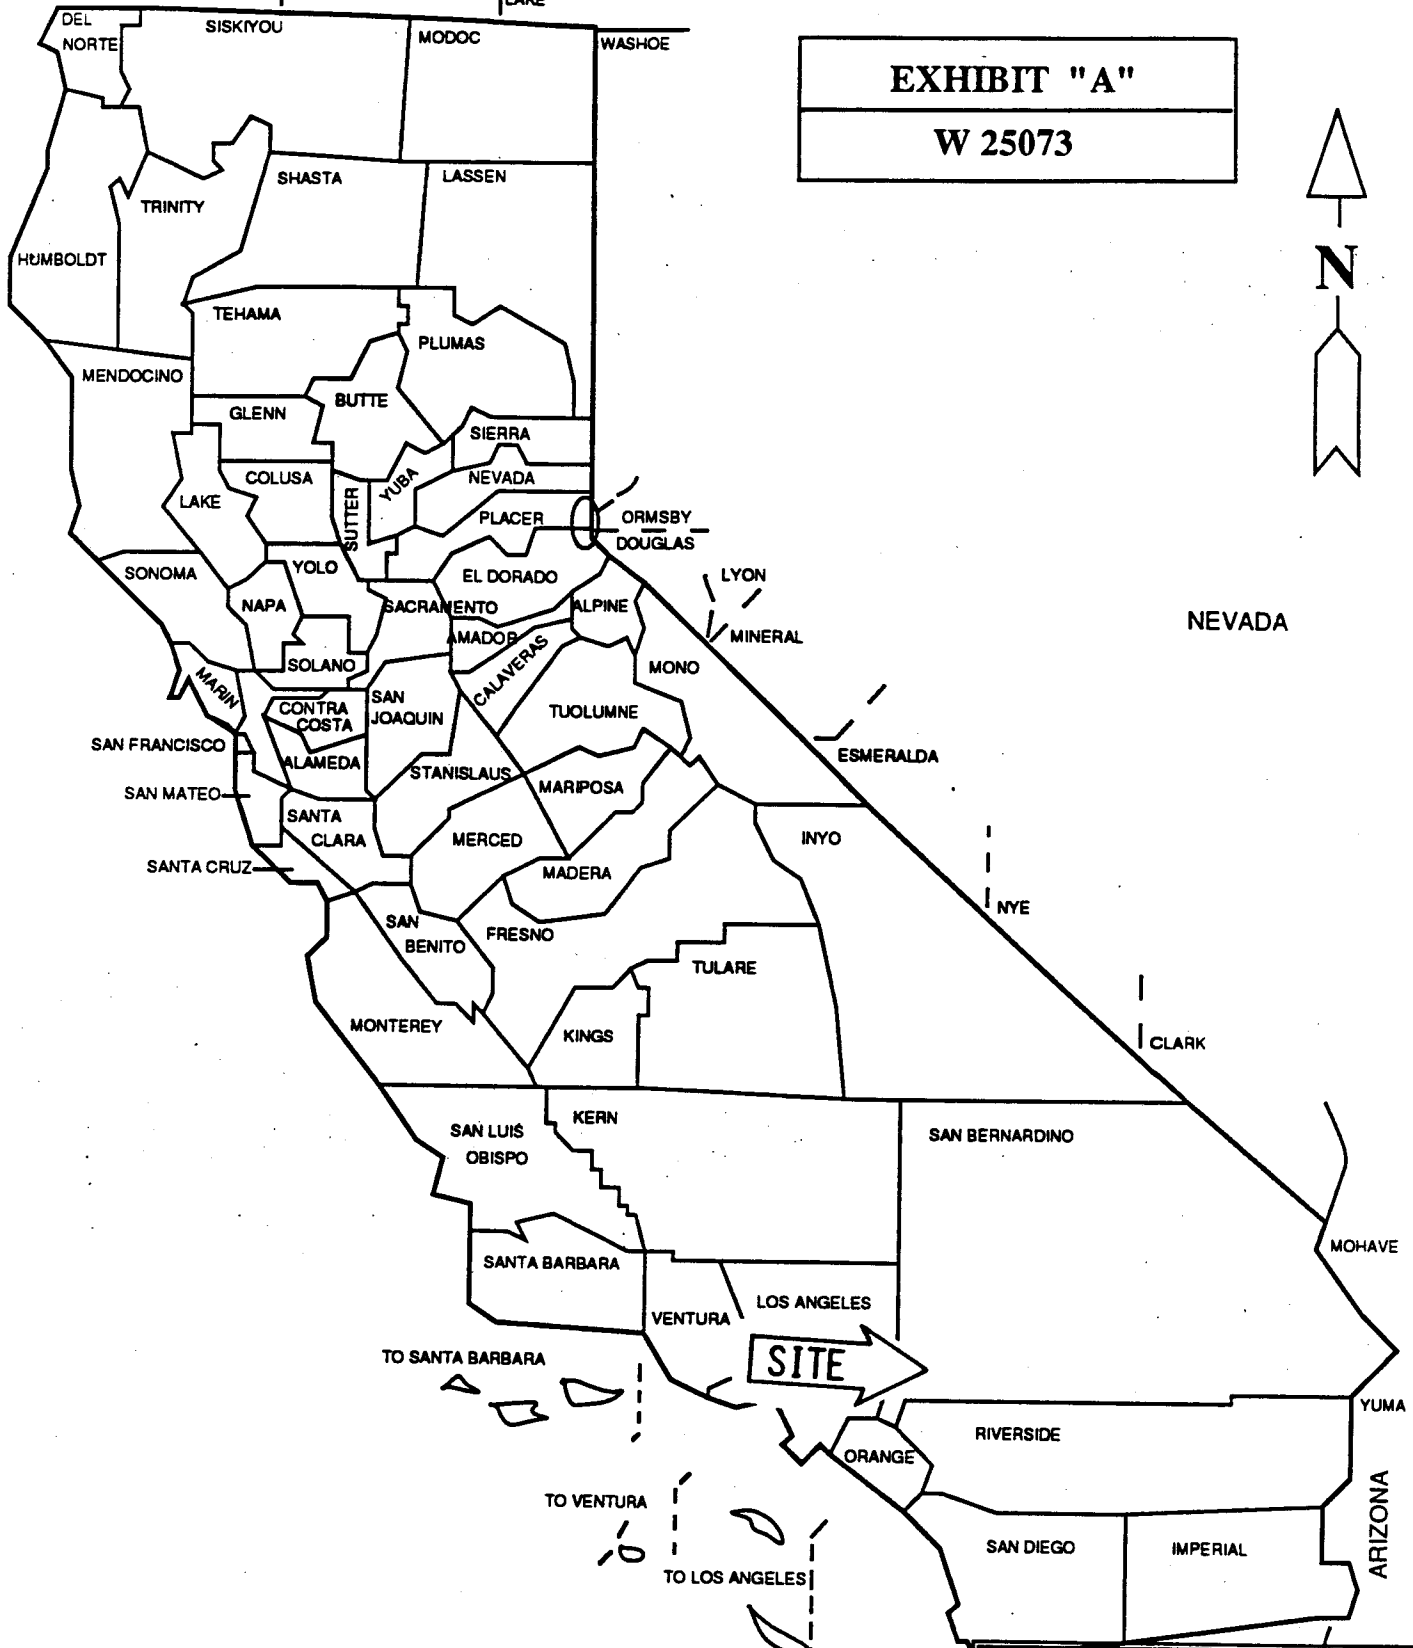 LAKE
DEL
NORTE
SISKIYOU
MODOC
WASHOE
EXHIBIT "A"
W 25073
SHASTA
LASSEN
TRINITY
HUMBOLDT
N
TEHAMA
PLUMAS
MENDOCINO
BUTTE
GLENN
SIERRA
COLUSA
YUBA
NEVADA
LAKE
SUTTER
PLACER
ORMSBY
DOUGLAS
SONOMA
YOLO
EL DORADO
LYON
NAPA
SACRAMENTO
ALPINE
NEVADA
AMADOR
MINERAL
SOLANO
CALAVERAS
MONO
MARIN
CONTRA
COSTA
SAN
JOAQUIN
TUOLUMNE
SAN FRANCISCO
ALAMEDA
STANISLAUS
ESMERALDA
MARIPOSA
SAN MATEO
SANTA
CLARA
MERCED
INYO
SANTA CRUZ
MADERA
NYE
SAN
BENITO
FRESNO
TULARE
MONTEREY
KINGS
CLARK
KERN
SAN LUIS
OBISPO
SAN BERNARDINO
MOHAVE
SANTA BARBARA
LOS ANGELES
VENTURA
TO SANTA BARBARA
SITE
YUMA
RIVERSIDE
ORANGE
TO VENTURA
ARIZONA
SAN DIEGO
IMPERIAL
TO LOS ANGELES